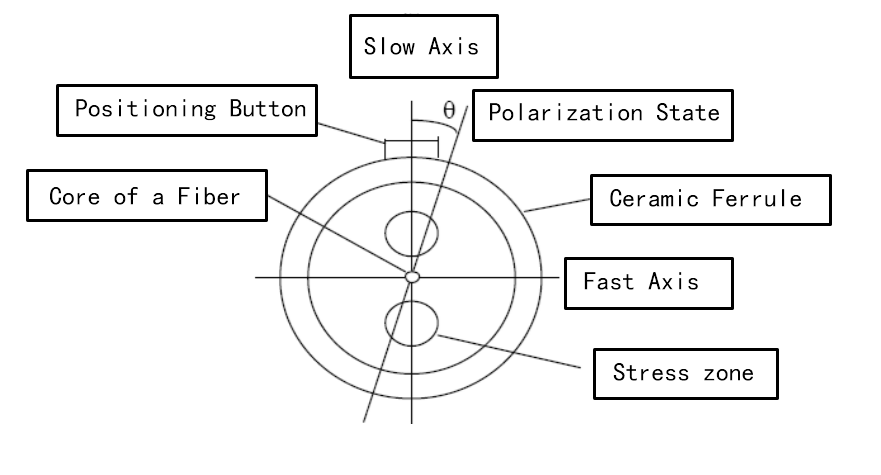 Slow Axis
Positioning Button
θ
Polarization State
Core of a Fiber
Ceramic Ferrule
Fast Axis
Stress zone